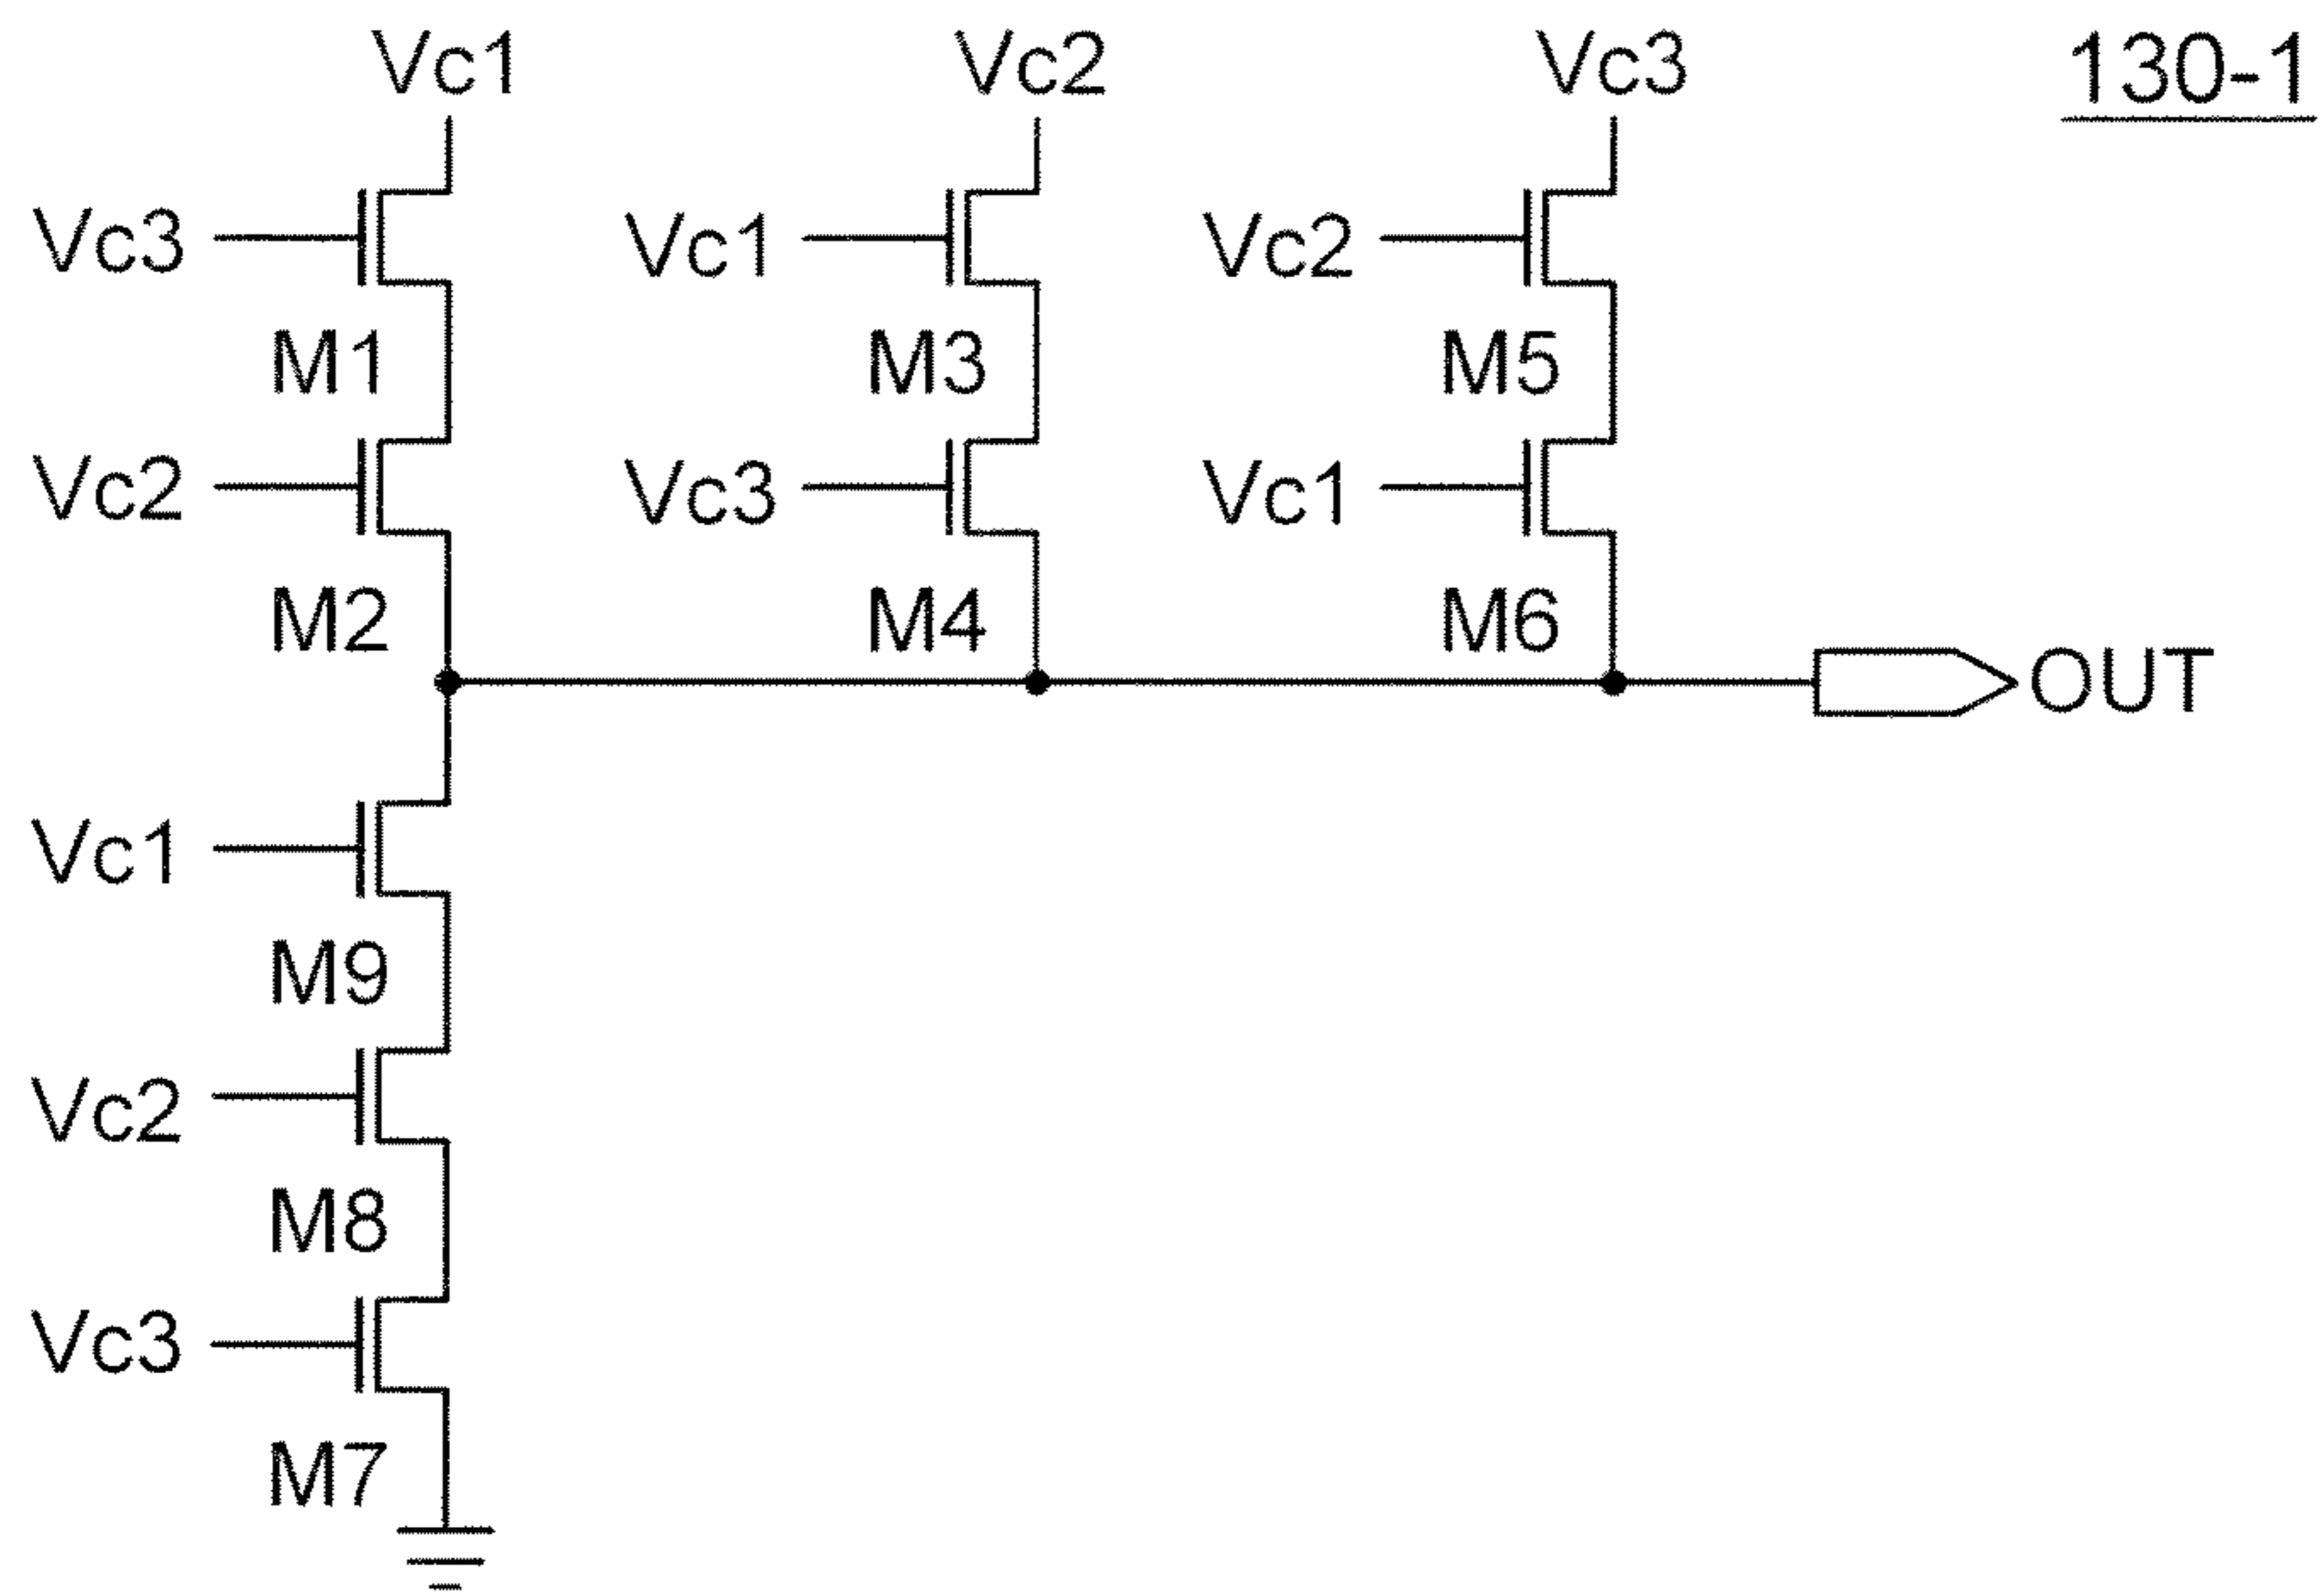 Vc1 Vc2 Vc3 130-1
Vc3 Vc1 Vc2
M1 M3 M5
Vc2 Vc3 Vc1
M2 M4 M6
OUT
Vc1
M9
Vc2
M8
Vc3
M7